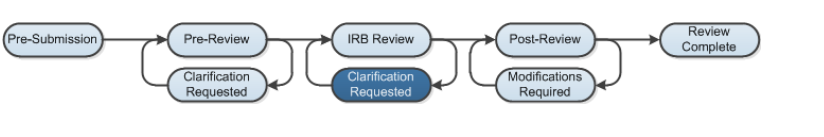 Pre-Submission
Pre-Review
IRB Review
Post-Review
Review
Complete
Clarification
Requested
Clarification
Requested
Modifications
Required